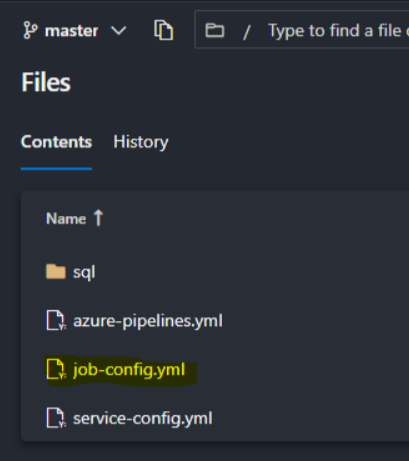 master / Type to find a file
Files
Contents History
Name ↑
sql
azure-pipelines.yml
job-config.yml
service-config.yml